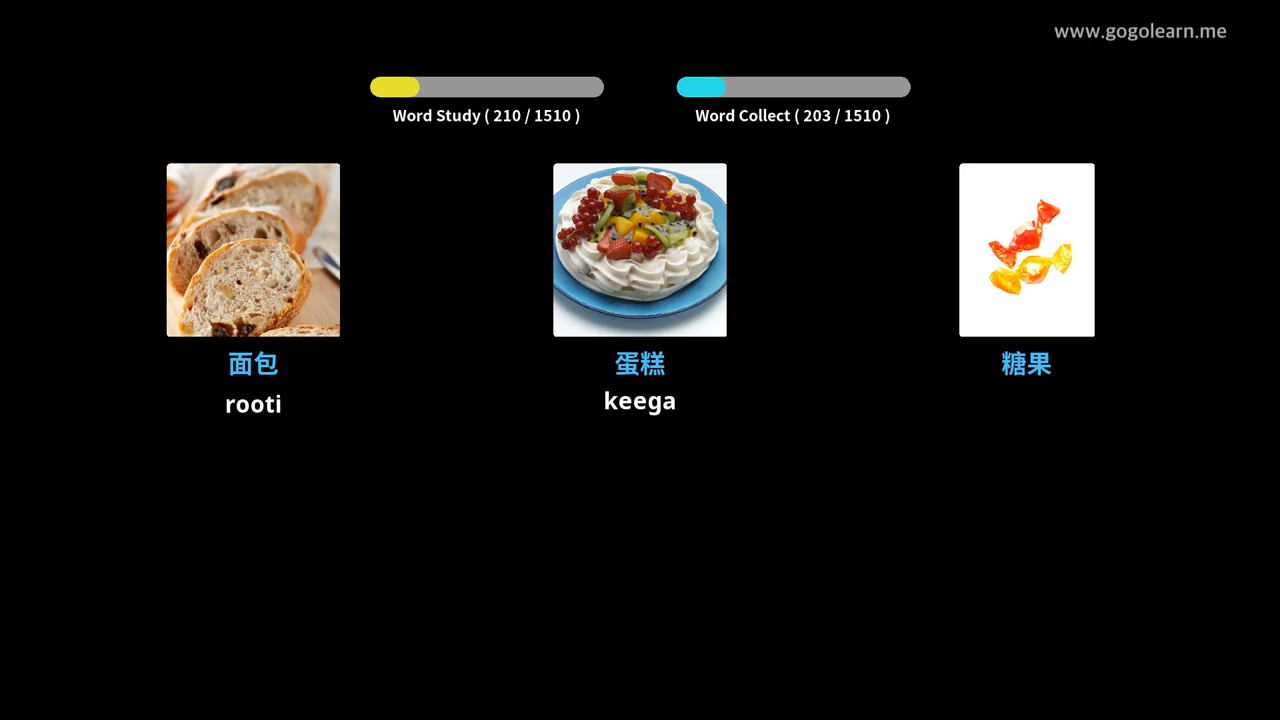 www.gogolearn.me
Word Study ( 210 / 1510 )
Word Collect ( 203 / 1510 )
面包
蛋糕
糖果
rooti
keega